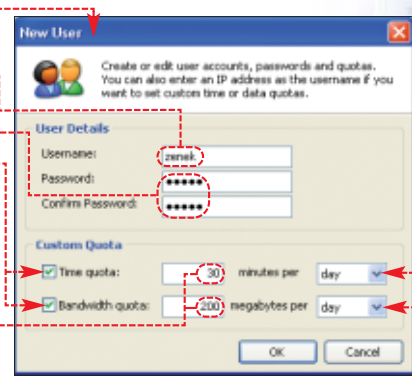 New User
Create or edit user accounts, passwords and quotas.
You can also enter an IP address as the username if you
want to set custom time or data quotas.
User Details
Username: zenek
Password: •••••
Confirm Password: •••••
Custom Quota
Time quota: 30 minutes per day
Bandwidth quota: 200 megabytes per day
OK Cancel